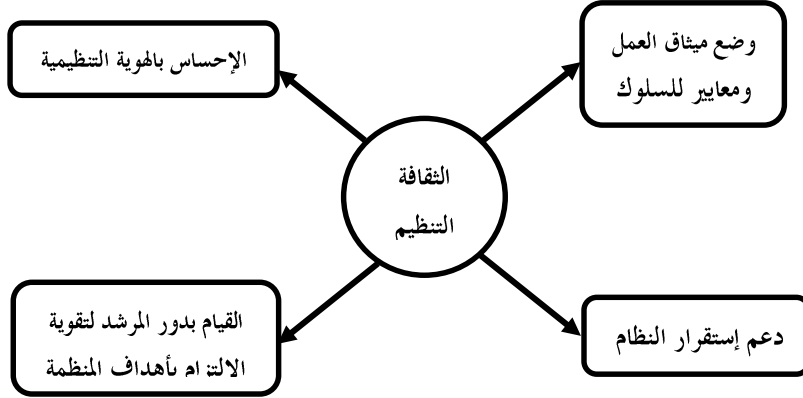 وضع ميثاق العمل
ومعايير للسلوك
الإحساس بالهوية التنظيمية
الثقافة
التنظيم
القيام بدور المرشد لتقوية
الالتزام بأهداف المنظمة
دعم إستقرار النظام